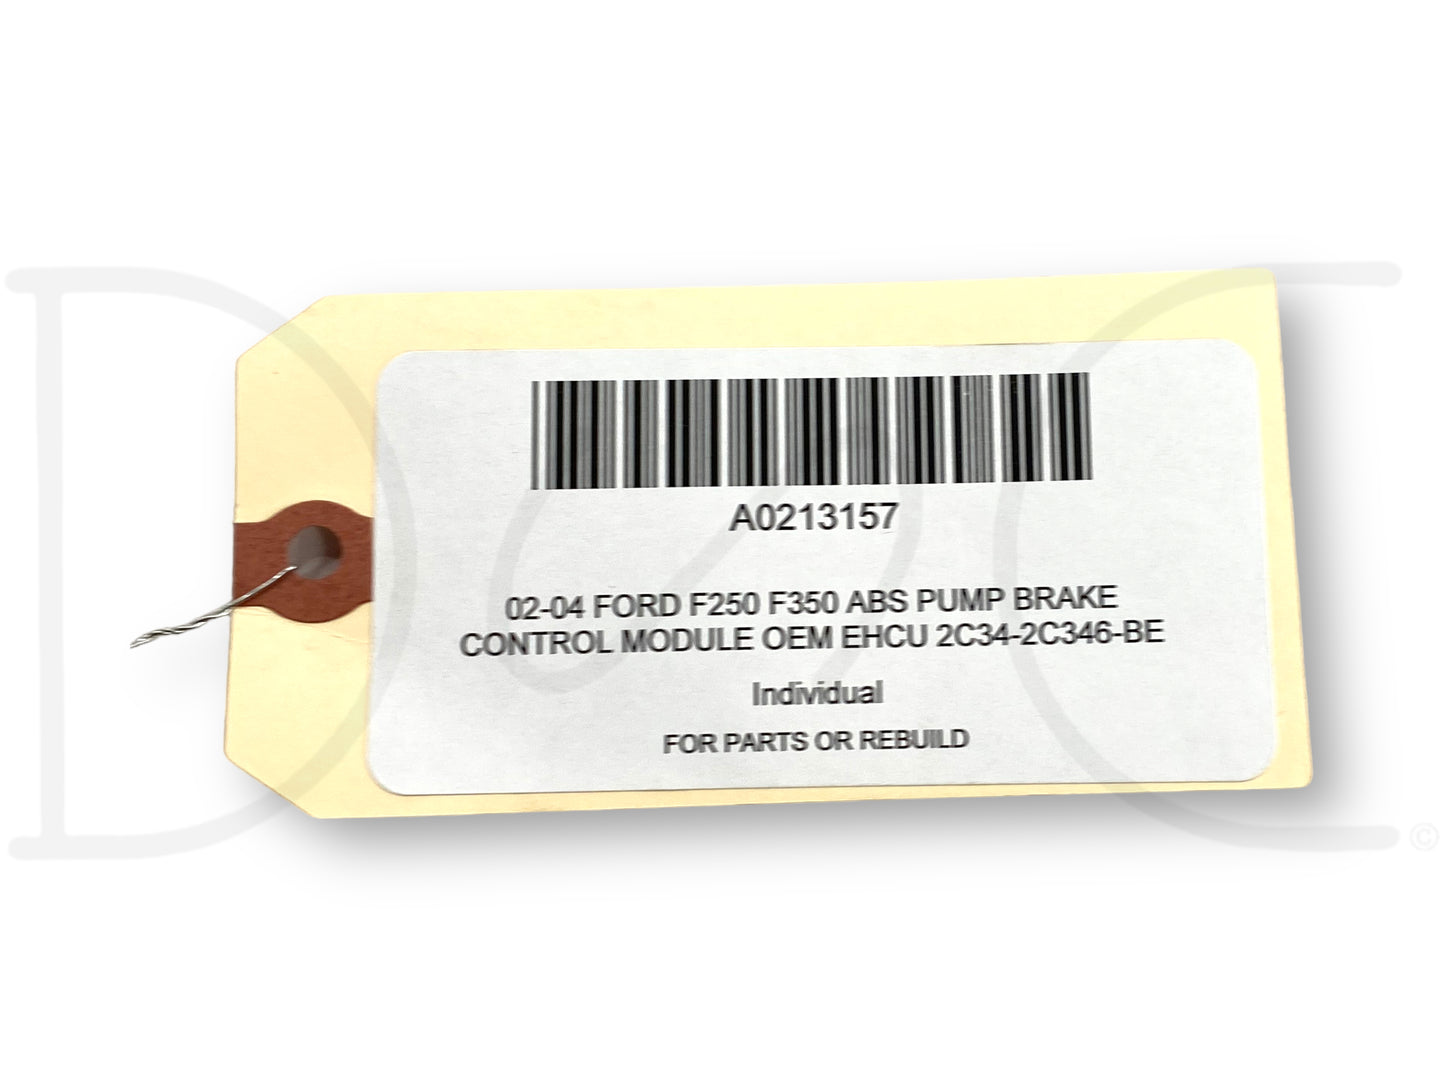 A0213157
02-04 FORD F250 F350 ABS PUMP BRAKE
CONTROL MODULE OEM EHCU 2C34-2C346-BE
Individual
FOR PARTS OR REBUILD
©